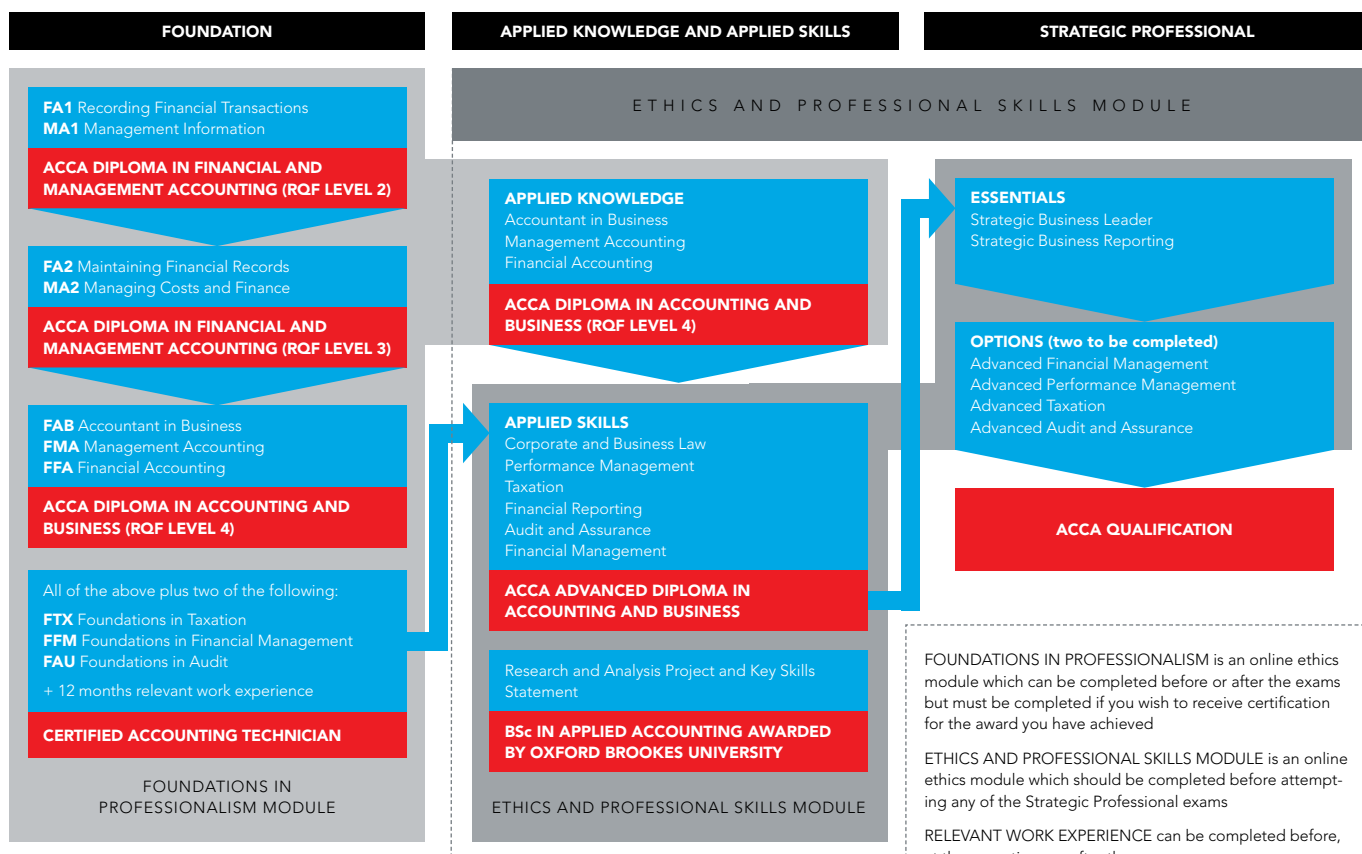 FOUNDATION
FA1 Recording Financial Transactions
MA1 Management Information
ACCA DIPLOMA IN FINANCIAL AND
MANAGEMENT ACCOUNTING (RQF LEVEL 2)
FA2 Maintaining Financial Records
MA2 Managing Costs and Finance
ACCA DIPLOMA IN FINANCIAL AND
MANAGEMENT ACCOUNTING (RQF LEVEL 3)
FAB Accountant in Business
FMA Management Accounting
FFA Financial Accounting
ACCA DIPLOMA IN ACCOUNTING AND
BUSINESS (RQF LEVEL 4)
All of the above plus two of the following:
FTX Foundations in Taxation
FFM Foundations in Financial Management
FAU Foundations in Audit
+ 12 months relevant work experience
CERTIFIED ACCOUNTING TECHNICIAN
FOUNDATIONS IN
PROFESSIONALISM MODULE
APPLIED KNOWLEDGE AND APPLIED SKILLS
STRATEGIC PROFESSIONAL
ETHICS AND PROFESSIONAL SKILLS MODULE
APPLIED KNOWLEDGE
Accountant in Business
Management Accounting
Financial Accounting
ACCA DIPLOMA IN ACCOUNTING AND
BUSINESS (RQF LEVEL 4)
APPLIED SKILLS
Corporate and Business Law
Performance Management
Taxation
Financial Reporting
Audit and Assurance
Financial Management
ACCA ADVANCED DIPLOMA IN
ACCOUNTING AND BUSINESS
Research and Analysis Project and Key Skills
Statement
BSc IN APPLIED ACCOUNTING AWARDED
BY OXFORD BROOKES UNIVERSITY
ETHICS AND PROFESSIONAL SKILLS MODULE
ESSENTIALS
Strategic Business Leader
Strategic Business Reporting
OPTIONS (two to be completed)
Advanced Financial Management
Advanced Performance Management
Advanced Taxation
Advanced Audit and Assurance
ACCA QUALIFICATION
FOUNDATIONS IN PROFESSIONALISM is an online ethics
module which can be completed before or after the exams
but must be completed if you wish to receive certification
for the award you have achieved
ETHICS AND PROFESSIONAL SKILLS MODULE is an online
ethics module which should be completed before attempt-
ing any of the Strategic Professional exams
RELEVANT WORK EXPERIENCE can be completed before,